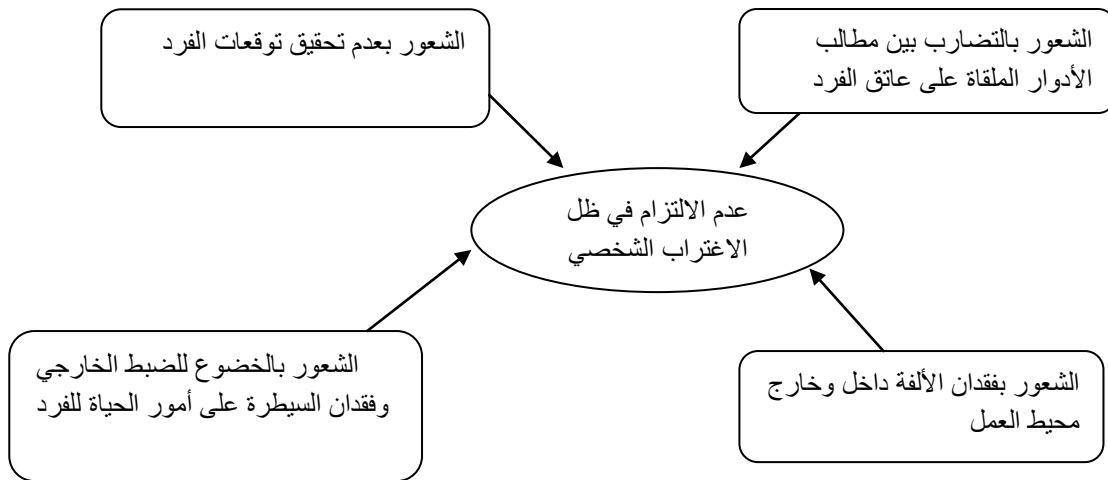 الشعور بالتضارب بين مطالب
الأدوار الملقاة على عاتق الفرد
الشعور بعدم تحقيق توقعات الفرد
عدم الالتزام في ظل
الاغتراب الشخصي
الشعور بفقدان الألفة داخل وخارج
محيط العمل
الشعور بالخضوع للضبط الخارجي
وفقدان السيطرة على أمور الحياة للفرد